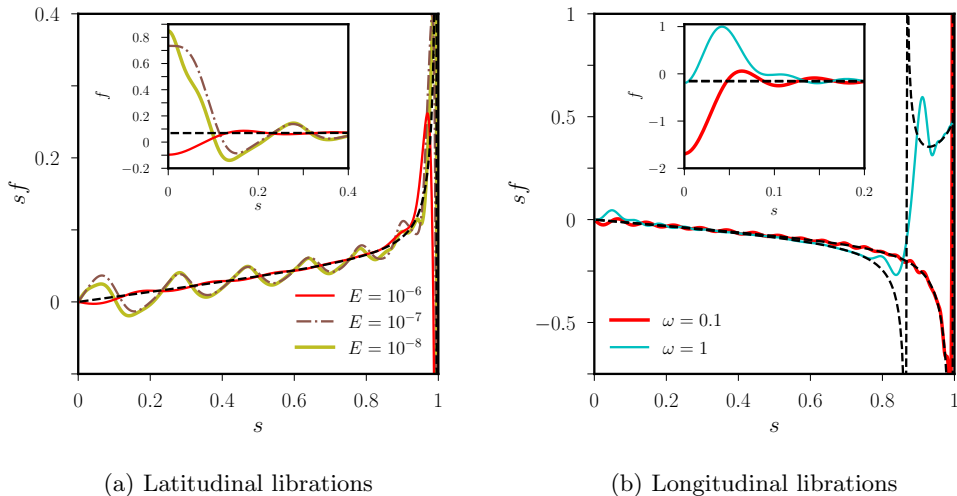 0.4
0.2
0
s f
0 0.2 0.4 0.6 0.8 1
s
0.8
0.6
0.4
0.2
0
−0.2
f
0 0.2 0.4
s
E = 10⁻⁶
E = 10⁻⁷
E = 10⁻⁸
(a) Latitudinal librations
1
0.5
0
−0.5
s f
0 0.2 0.4 0.6 0.8 1
s
1
0
−1
−2
f
0 0.1 0.2
s
ω = 0.1
ω = 1
(b) Longitudinal librations